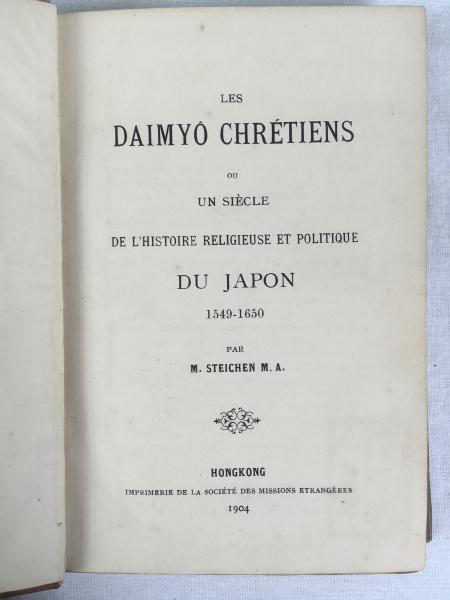 LES
DAIMYÔ CHRÉTIENS
OU
UN SIÈCLE
DE L'HISTOIRE RELIGIEUSE ET POLITIQUE
DU JAPON
1549-1650
PAR
M. STEICHEN M. A.
HONGKONG
IMPRIMERIE DE LA SOCIÉTÉ DES MISSIONS ETRANGÈRES
1904